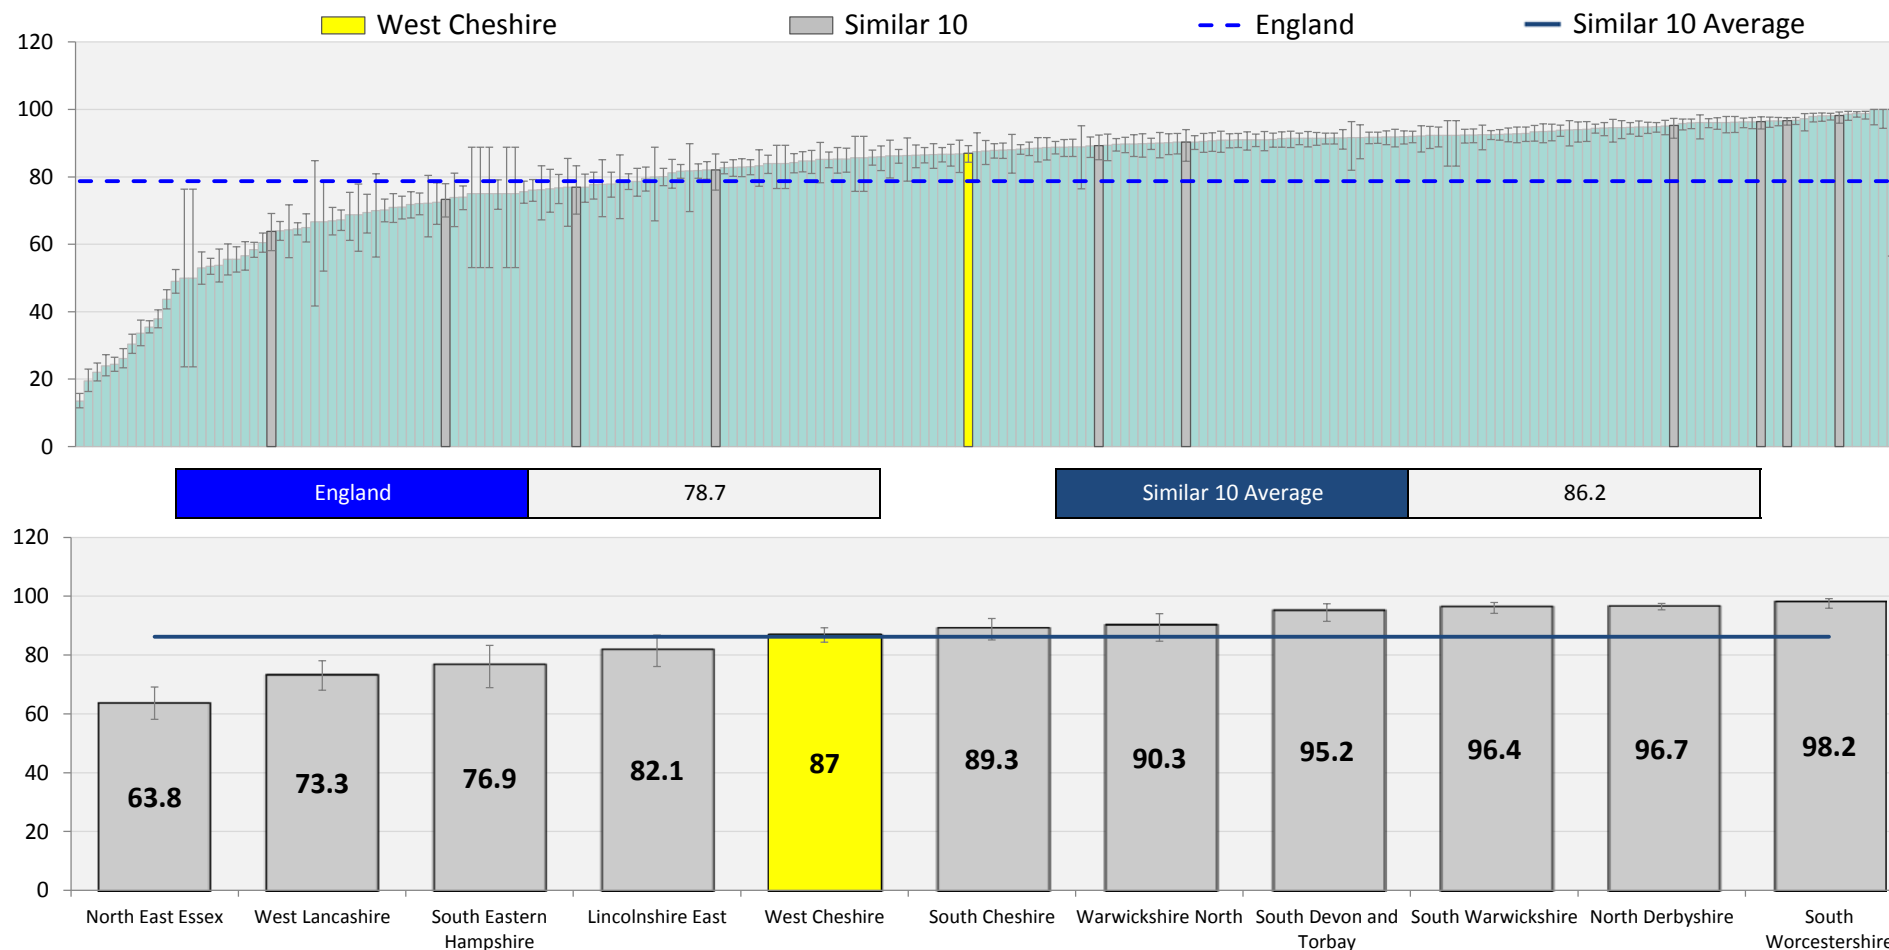 West Cheshire
Similar 10
England
Similar 10 Average
120
100
80
60
40
20
0
England
78.7
Similar 10 Average
86.2
120
100
80
60
40
20
0
63.8
73.3
76.9
82.1
87
89.3
90.3
95.2
96.4
96.7
98.2
North East Essex
West Lancashire
South Eastern
Hampshire
Lincolnshire East
West Cheshire
South Cheshire
Warwickshire North
South Devon and
Torbay
South Warwickshire
North Derbyshire
South
Worcestershire